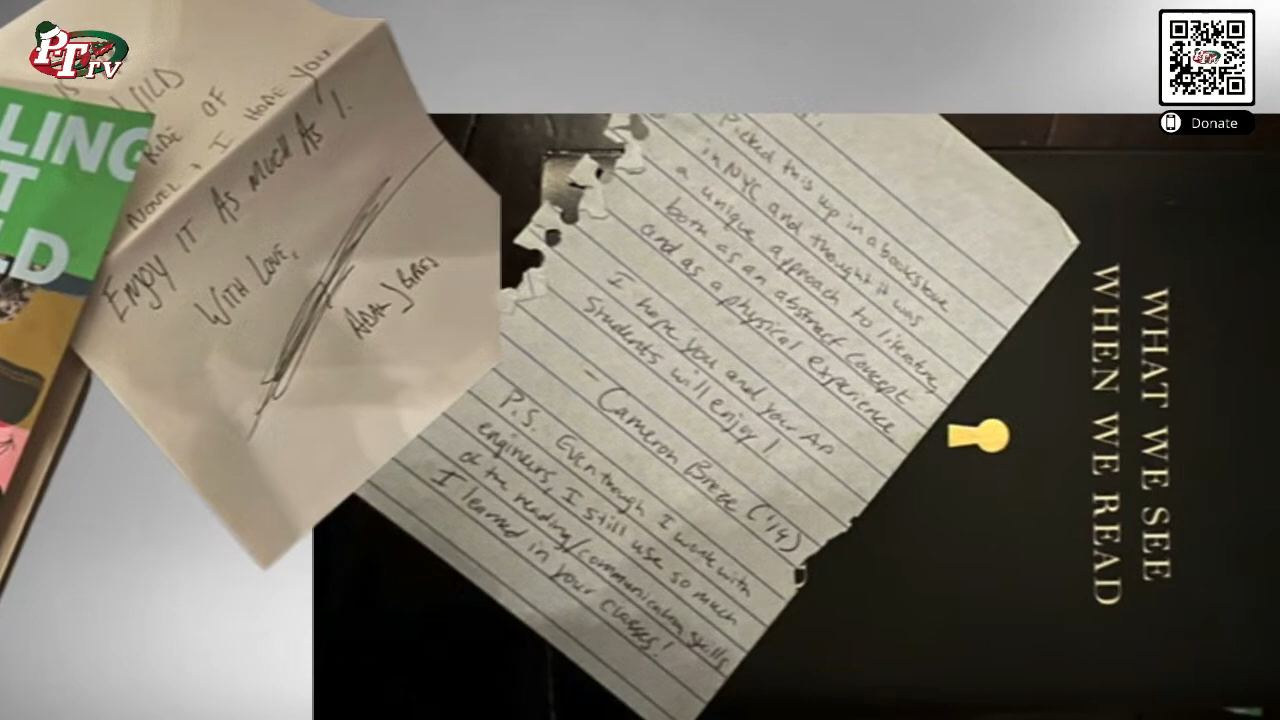 PTTV
Donate
LING
T
LD
WILD
RIDE OF
NOVEL & I HOPE YOU
ENJOY IT AS MUCH AS I.
WITH LOVE,
Picked this up in a bookstore
in NYC and thought it was
a unique approach to literature,
both as an abstract concept
and as a physical experience
I hope you and your AP
Students will enjoy!
- Cameron Breze ('14)
P.S. Even though I work with
engineers, I still use so much
of the reading/communication skills
I learned in your classes!
WHAT WE SEE
WHEN WE READ